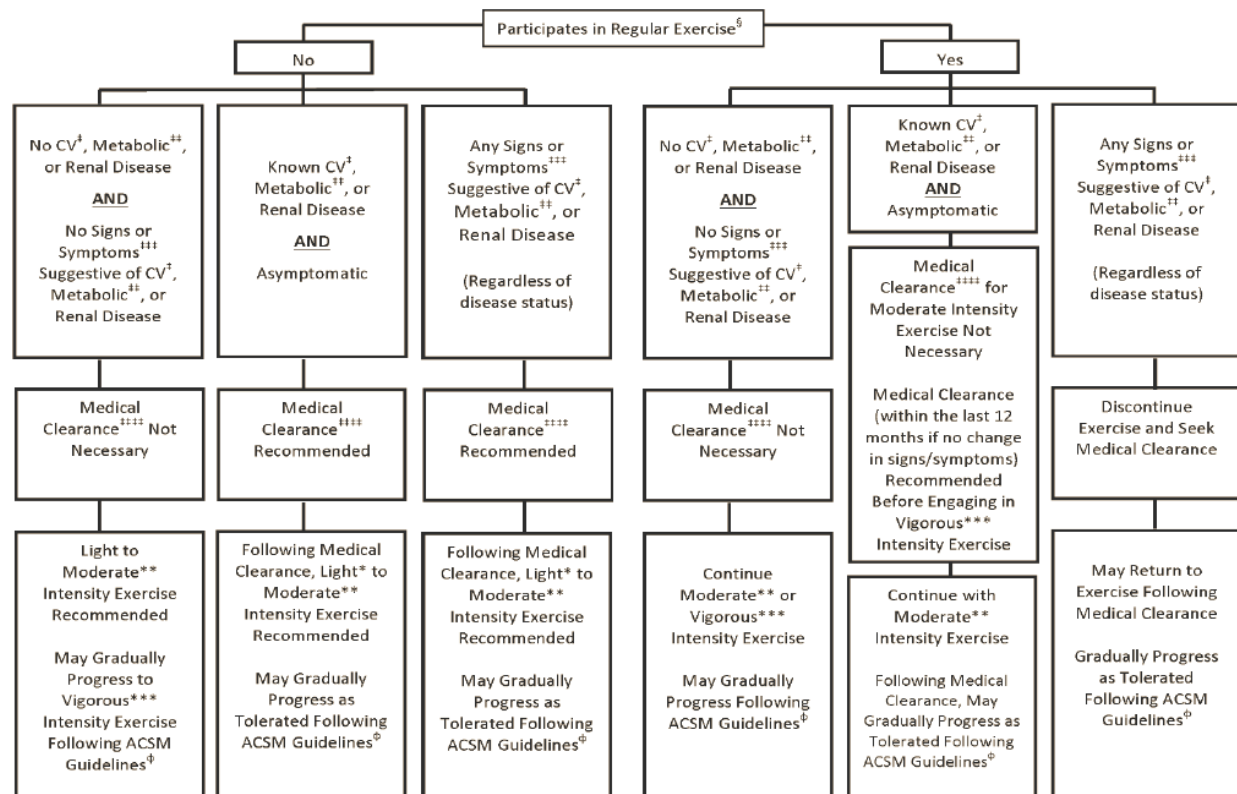 Participates in Regular Exercise§
No
Yes
No CV‡, Metabolic‡‡,
or Renal Disease
AND
No Signs or
Symptoms‡‡‡
Suggestive of CV‡,
Metabolic‡‡, or
Renal Disease
Medical
Clearance‡‡‡‡ Not
Necessary
Light to
Moderate**
Intensity Exercise
Recommended
May Gradually
Progress to
Vigorous***
Intensity Exercise
Following ACSM
Guidelinesᶲ
Known CV‡,
Metabolic‡‡, or
Renal Disease
AND
Asymptomatic
Medical
Clearance‡‡‡‡
Recommended
Following Medical
Clearance, Light* to
Moderate**
Intensity Exercise
Recommended
May Gradually
Progress as
Tolerated Following
ACSM Guidelinesᶲ
Any Signs or
Symptoms‡‡‡
Suggestive of CV‡,
Metabolic‡‡, or
Renal Disease
(Regardless of
disease status)
Medical
Clearance‡‡‡‡
Recommended
Following Medical
Clearance, Light* to
Moderate**
Intensity Exercise
Recommended
May Gradually
Progress as
Tolerated Following
ACSM Guidelinesᶲ
No CV‡, Metabolic‡‡,
or Renal Disease
AND
No Signs or
Symptoms‡‡‡
Suggestive of CV‡,
Metabolic‡‡, or
Renal Disease
Medical
Clearance‡‡‡‡ Not
Necessary
Continue
Moderate** or
Vigorous***
Intensity Exercise
May Gradually
Progress Following
ACSM Guidelinesᶲ
Known CV‡,
Metabolic‡‡, or
Renal Disease
AND
Asymptomatic
Medical
Clearance‡‡‡‡ for
Moderate Intensity
Exercise Not
Necessary
Medical Clearance
(within the last 12
months if no change
in signs/symptoms)
Recommended
Before Engaging in
Vigorous***
Intensity Exercise
Continue with
Moderate**
Intensity Exercise
Following Medical
Clearance, May
Gradually Progress as
Tolerated Following
ACSM Guidelinesᶲ
Any Signs or
Symptoms‡‡‡
Suggestive of CV‡,
Metabolic‡‡, or
Renal Disease
(Regardless of
disease status)
Discontinue
Exercise and Seek
Medical Clearance
May Return to
Exercise Following
Medical Clearance
Gradually Progress
as Tolerated
Following ACSM
Guidelinesᶲ